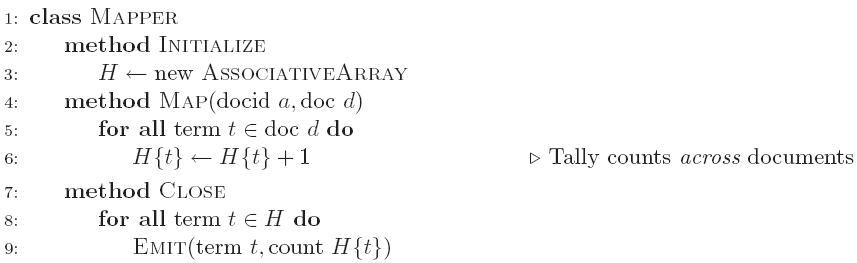 1: class Mapper
2: method Initialize
3: H ← new AssociativeArray
4: method Map(docid a, doc d)
5: for all term t ∈ doc d do
6: H{t} ← H{t} + 1 ▷ Tally counts across documents
7: method Close
8: for all term t ∈ H do
9: Emit(term t, count H{t})